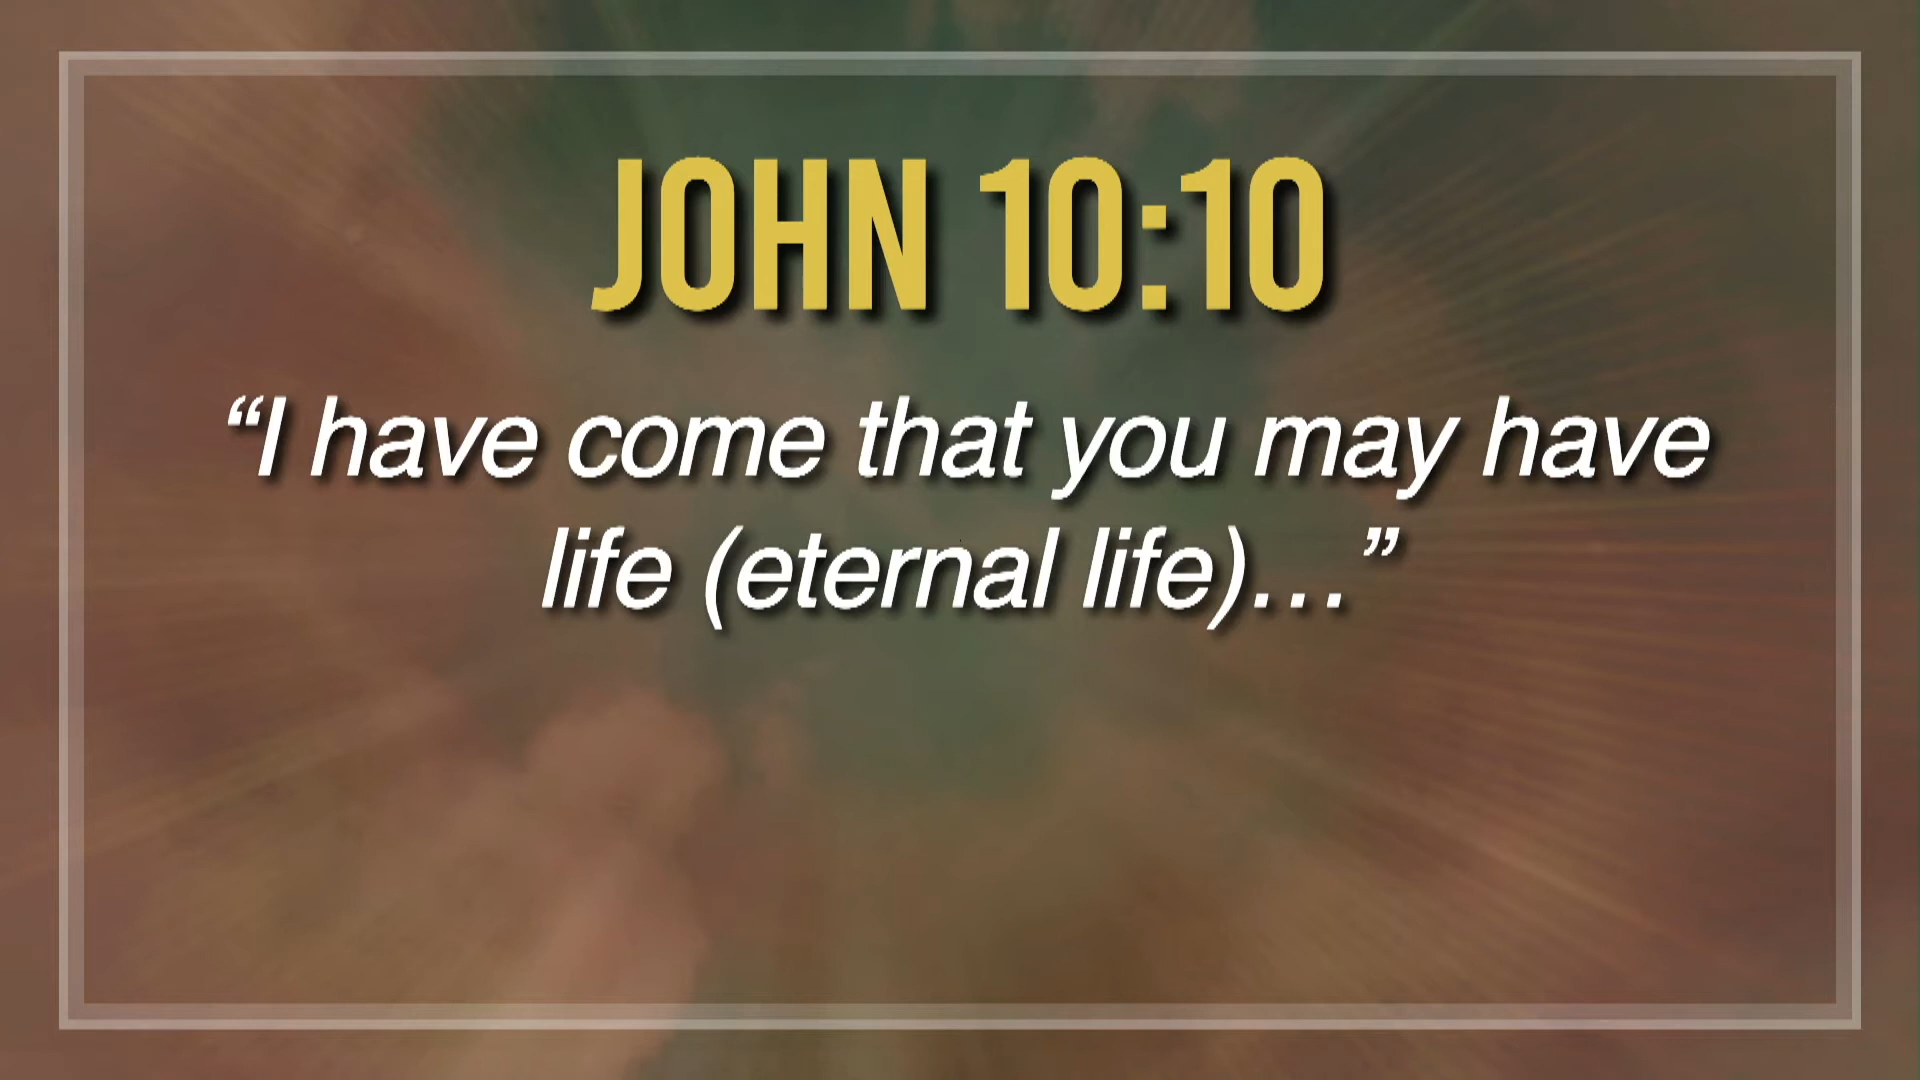 JOHN 10:10
“I have come that you may have
life (eternal life)…”